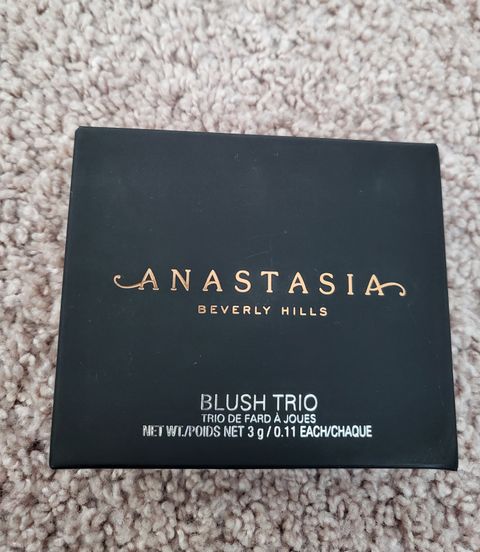 ANASTASIA
BEVERLY HILLS
BLUSH TRIO
TRIO DE FARD À JOUES
NET WT./POIDS NET 3 g / 0.11 EACH/CHAQUE